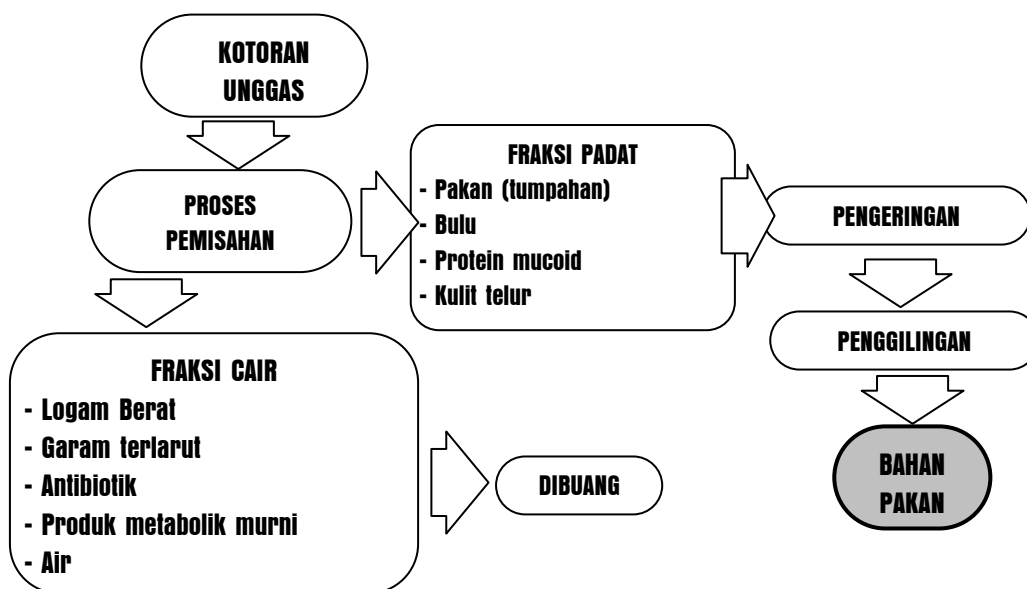 KOTORAN
UNGGAS
PROSES
PEMISAHAN
FRAKSI PADAT
- Pakan (tumpahan)
- Bulu
- Protein mucoid
- Kulit telur
PENGERINGAN
PENGGILINGAN
BAHAN
PAKAN
FRAKSI CAIR
- Logam Berat
- Garam terlarut
- Antibiotik
- Produk metabolik murni
- Air
DIBUANG